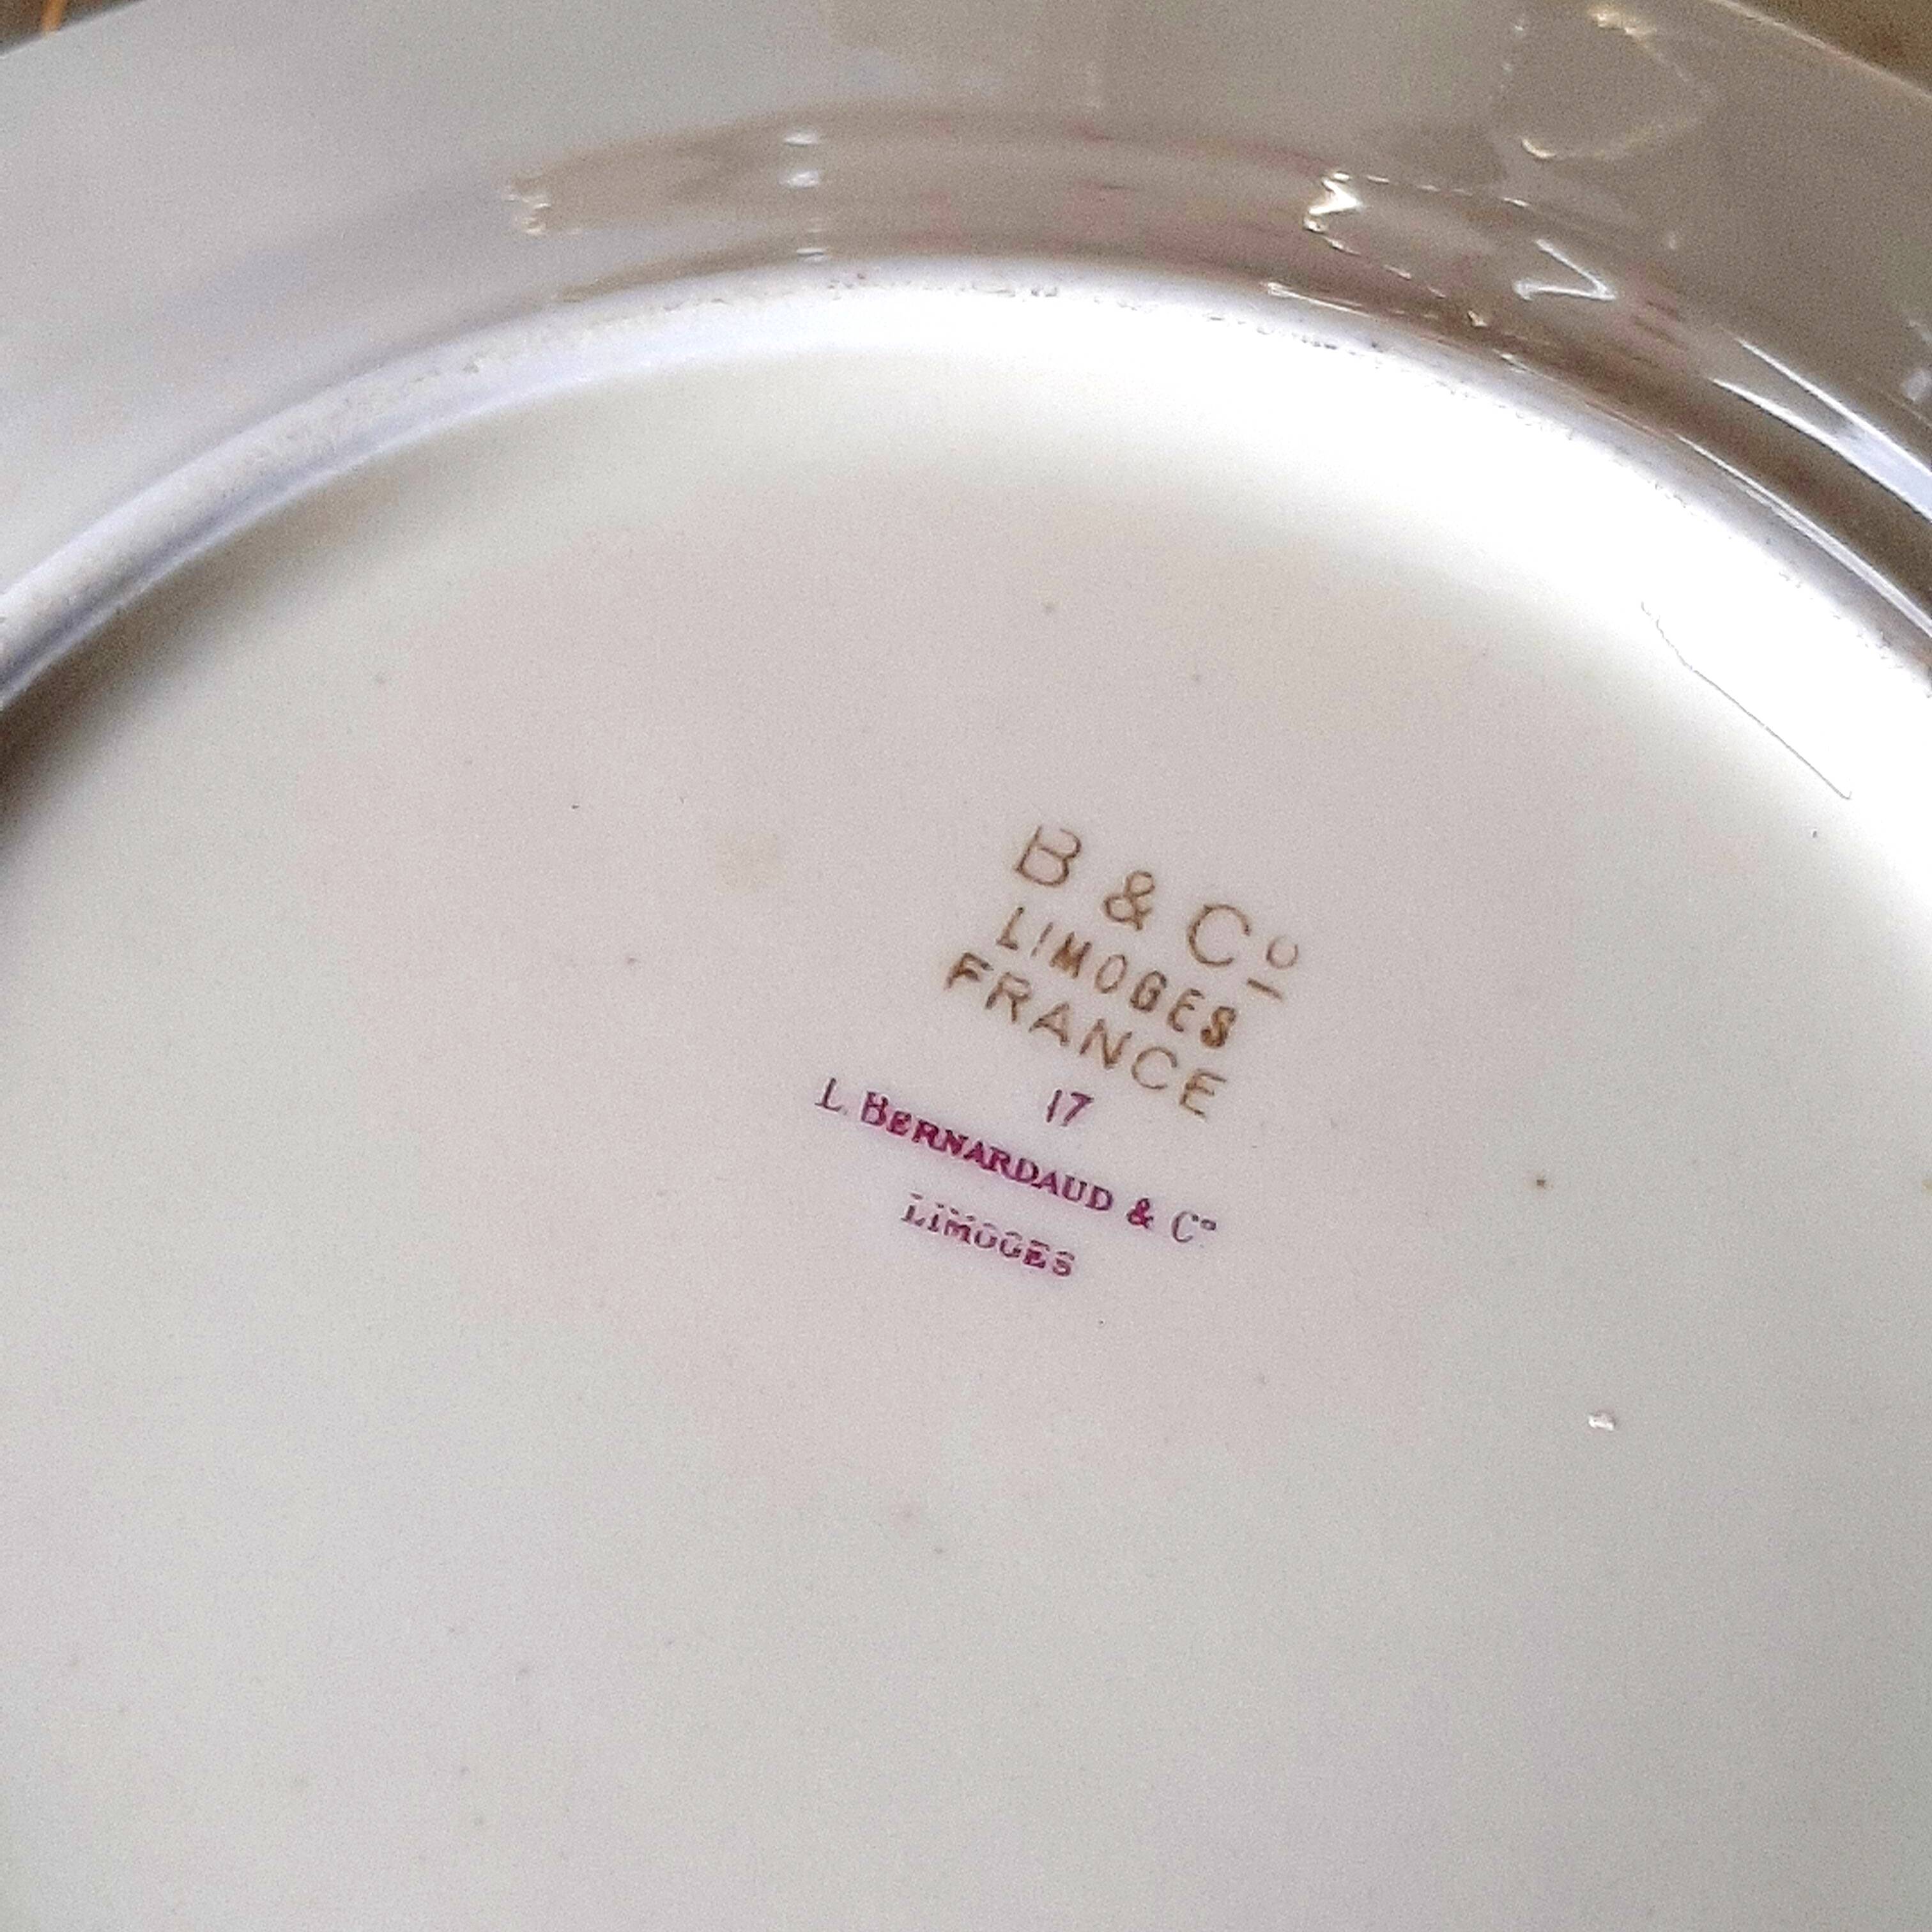 B & Cº
LIMOGES
FRANCE
17
L. BERNARDAUD & Cº
LIMOGES